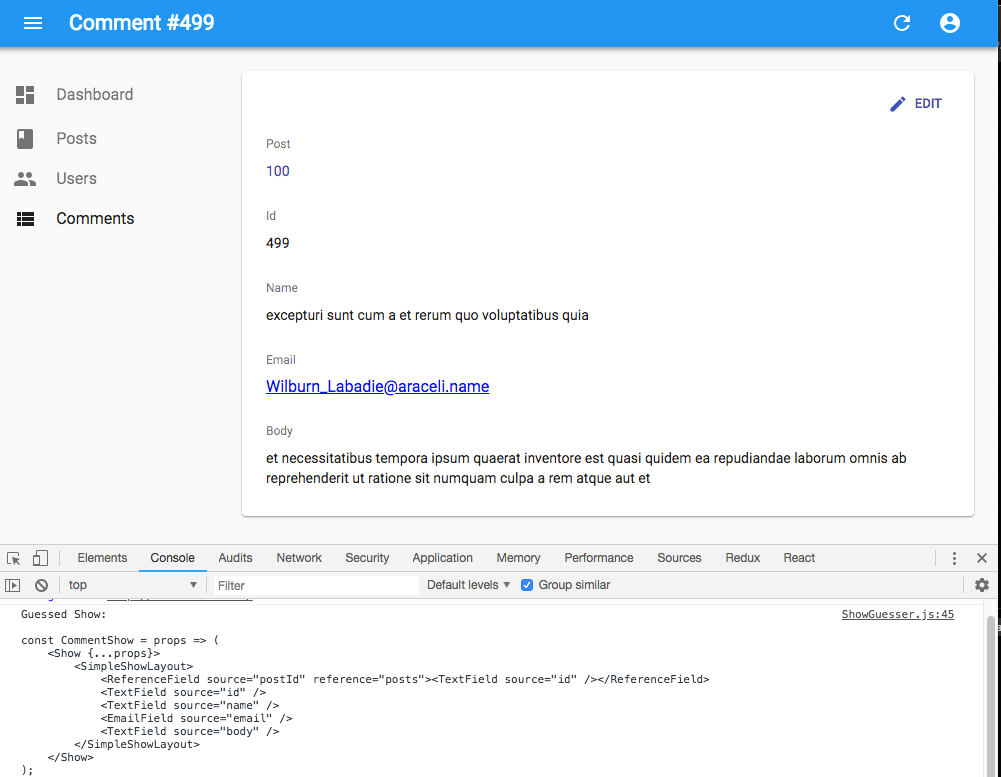 Comment #499
Dashboard
Posts
Users
Comments
EDIT
Post
100
Id
499
Name
excepturi sunt cum a et rerum quo voluptatibus quia
Email
Wilburn_Labadie@araceli.name
Body
et necessitatibus tempora ipsum quaerat inventore est quasi quidem ea repudiandae laborum omnis ab
reprehenderit ut ratione sit numquam culpa a rem atque aut et
Elements Console Audits Network Security Application Memory Performance Sources Redux React
top Filter Default levels Group similar
Guessed Show: ShowGuesser.js:45
const CommentShow = props => (
<Show {...props}>
<SimpleShowLayout>
<ReferenceField source="postId" reference="posts"><TextField source="id" /></ReferenceField>
<TextField source="id" />
<TextField source="name" />
<EmailField source="email" />
<TextField source="body" />
</SimpleShowLayout>
</Show>
);